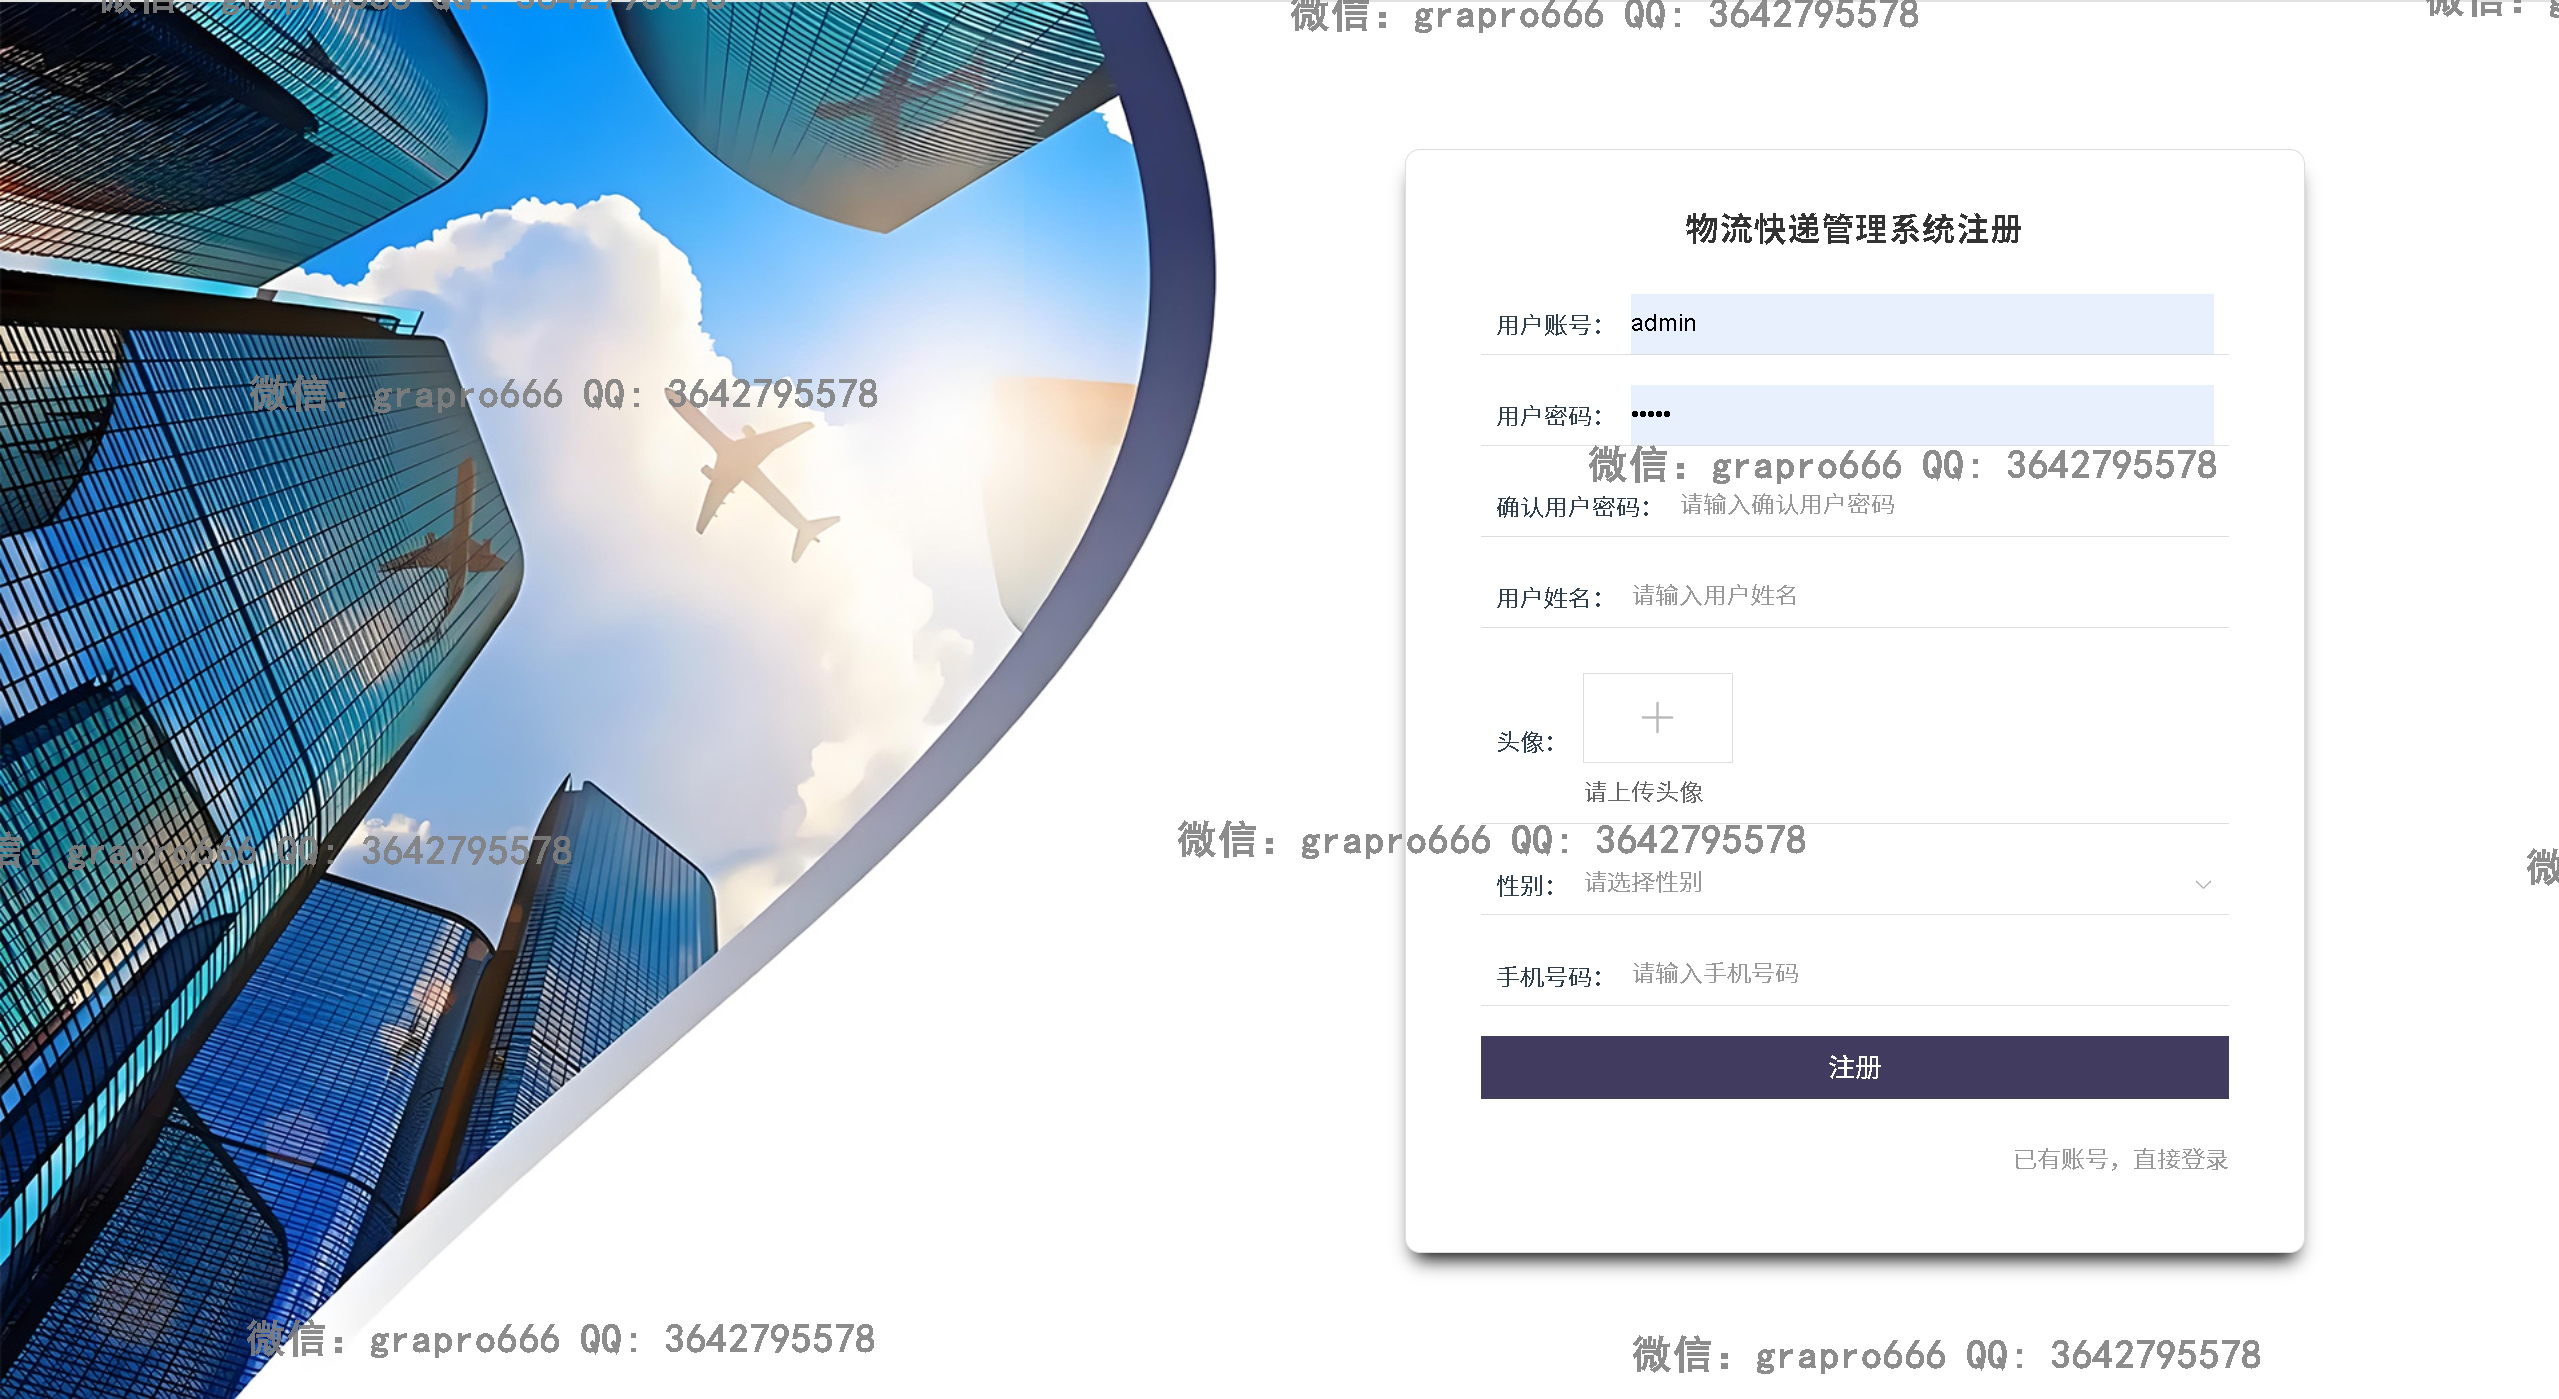 微信: grapro666 QQ: 3642795578
微信: grapro666 QQ: 3642795578
物流快递管理系统注册
用户账号: admin
微信: grapro666 QQ: 3642795578
用户密码: •••••
微信: grapro666 QQ: 3642795578
确认用户密码: 请输入确认用户密码
用户姓名: 请输入用户姓名
头像:
请上传头像
信: grapro666 QQ: 3642795578
微信: grapro666 QQ: 3642795578
微
性别: 请选择性别
手机号码: 请输入手机号码
注册
已有账号，直接登录
微信: grapro666 QQ: 3642795578
微信: grapro666 QQ: 3642795578